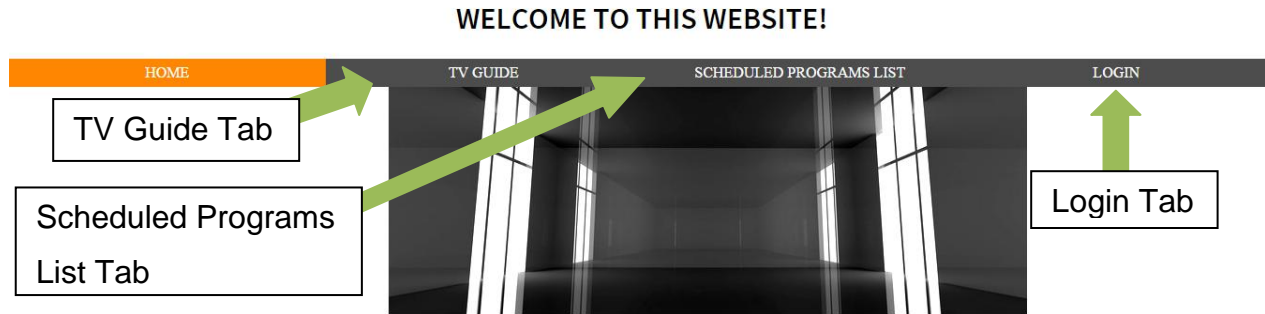 WELCOME TO THIS WEBSITE!
HOME TV GUIDE SCHEDULED PROGRAMS LIST LOGIN
TV Guide Tab
Scheduled Programs
List Tab
Login Tab